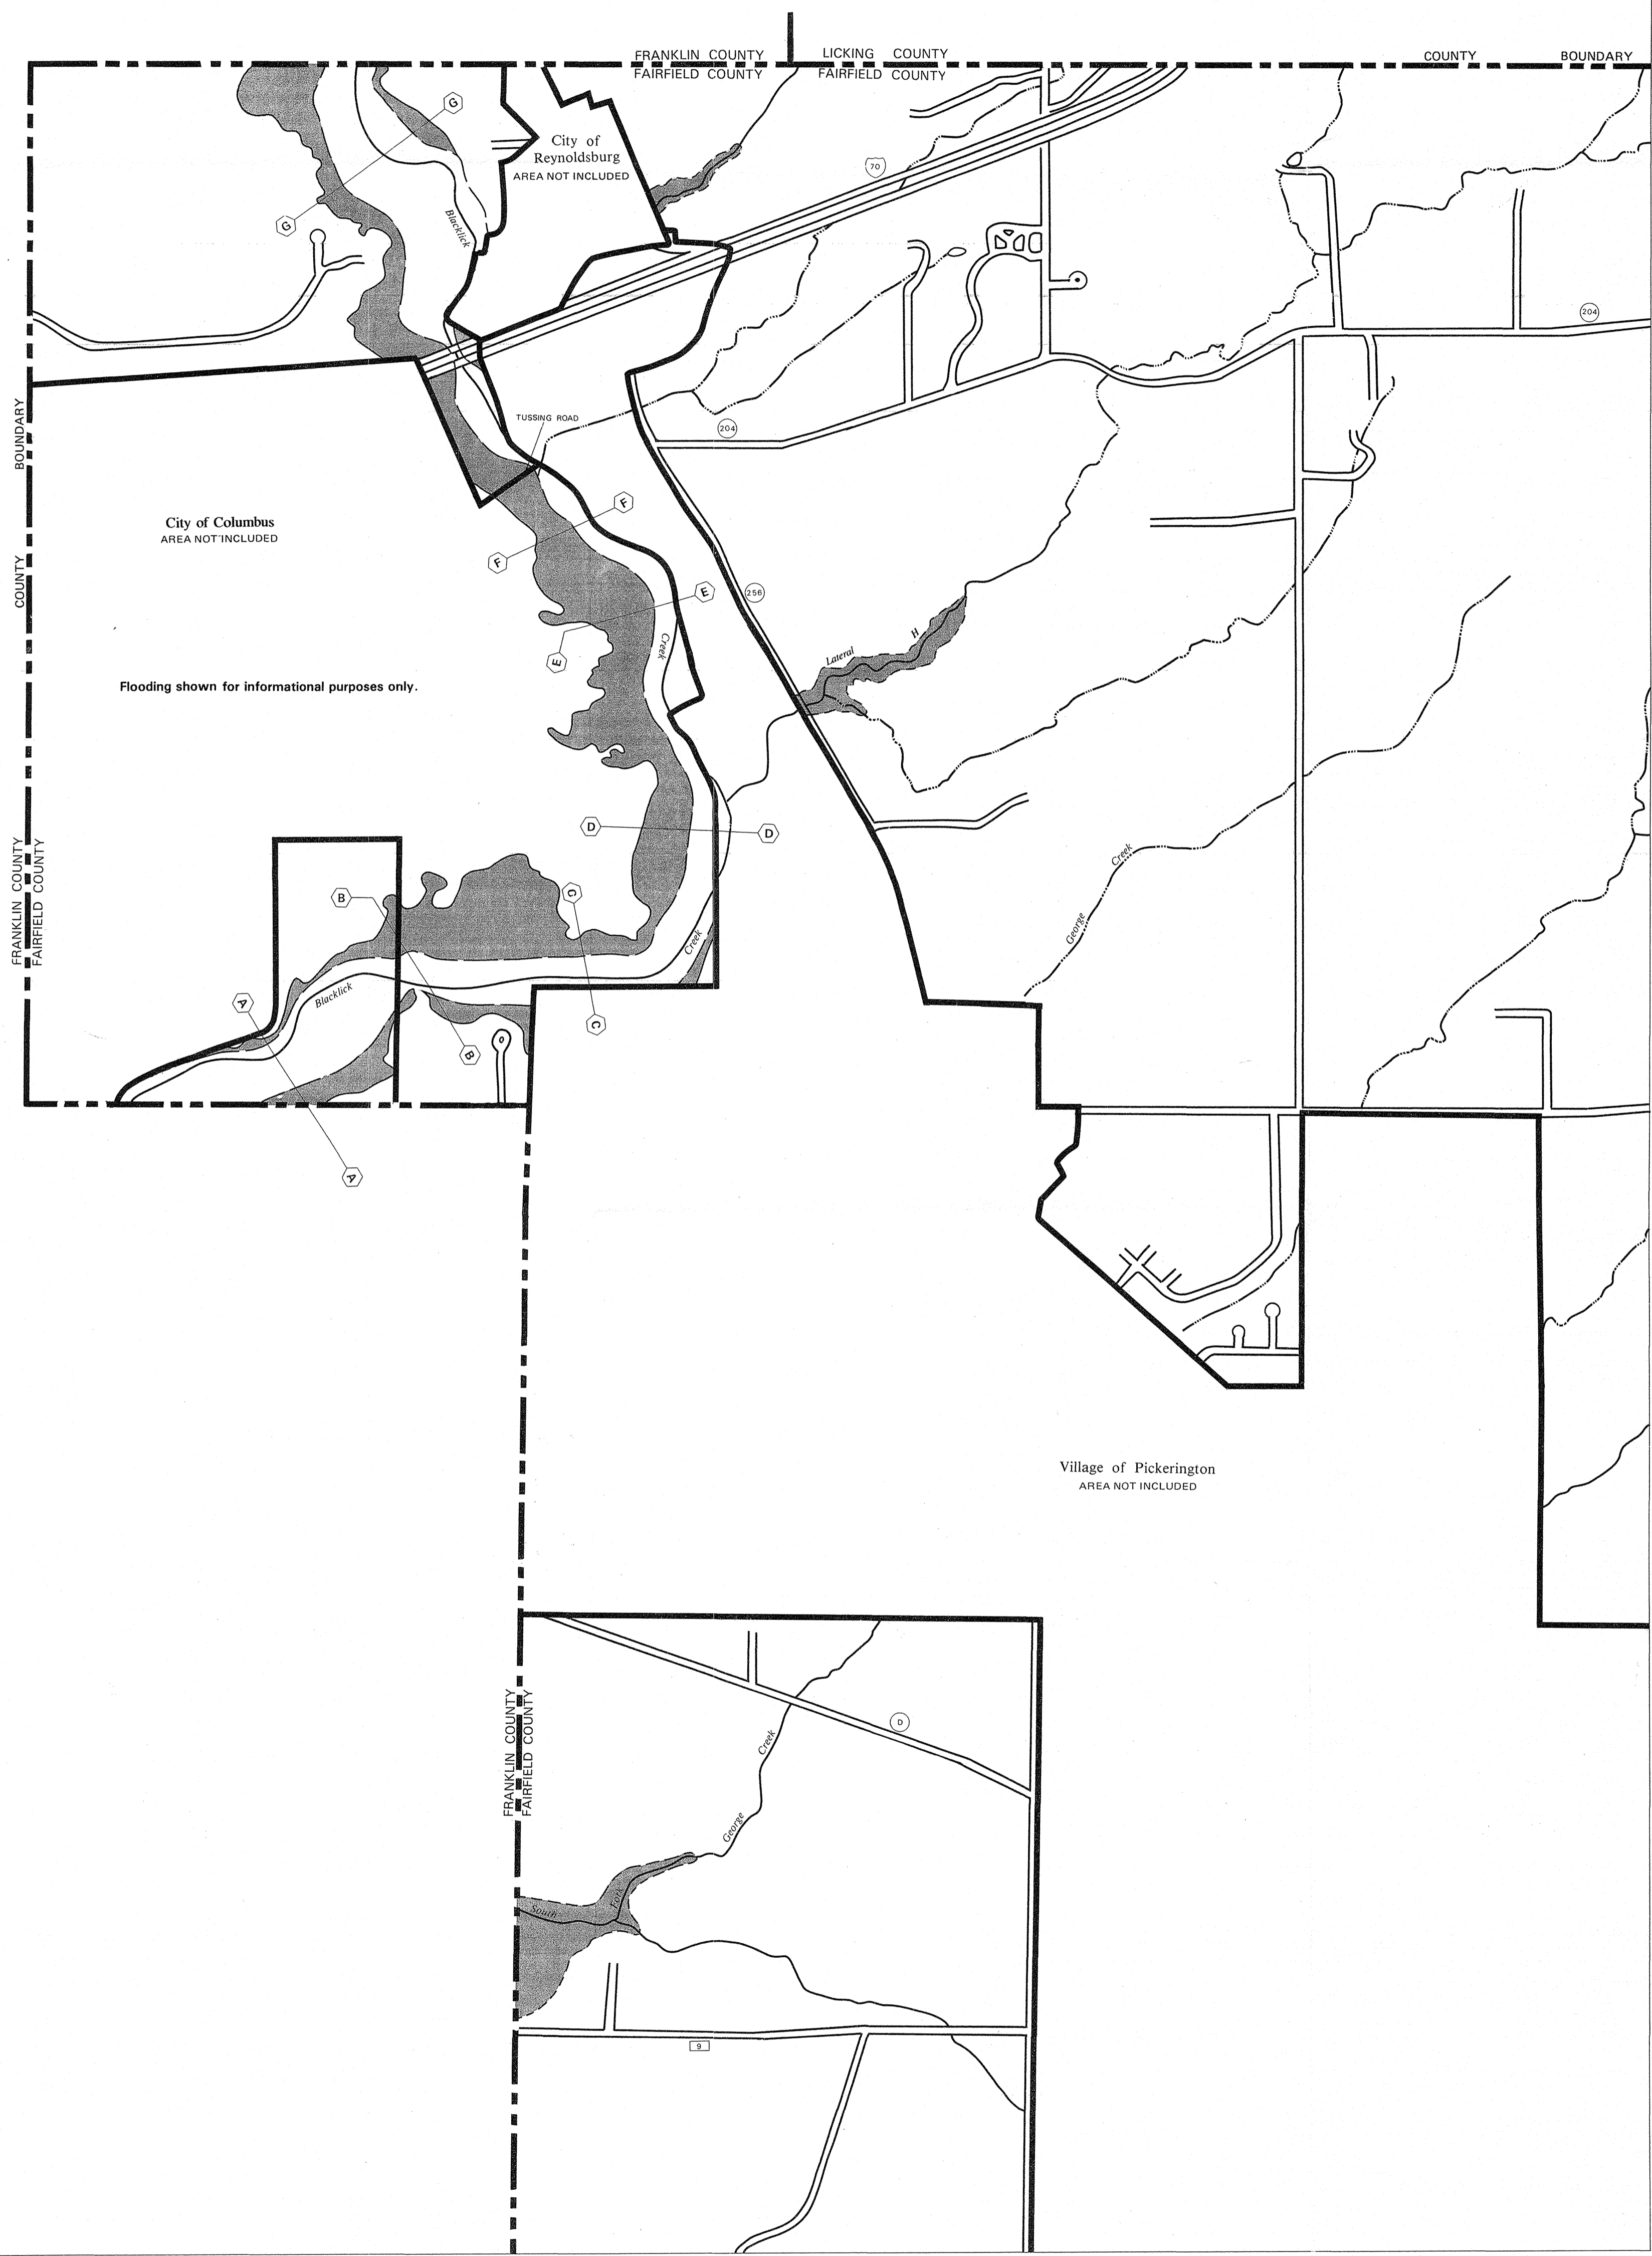 FRANKLIN COUNTY
LICKING COUNTY
COUNTY BOUNDARY
FAIRFIELD COUNTY
FAIRFIELD COUNTY
G
City of
Reynoldsburg
AREA NOT INCLUDED
70
G
Blacklick
204
TUSSING ROAD
204
COUNTY BOUNDARY
City of Columbus
AREA NOT INCLUDED
F
F
E
256
E
Creek
Lateral H
Flooding shown for informational purposes only.
D
D
George Creek
FRANKLIN COUNTY
FAIRFIELD COUNTY
B
C
Creek
Blacklick
A
C
B
A
Village of Pickerington
AREA NOT INCLUDED
FRANKLIN COUNTY
FAIRFIELD COUNTY
D
George Creek
South Fork
9